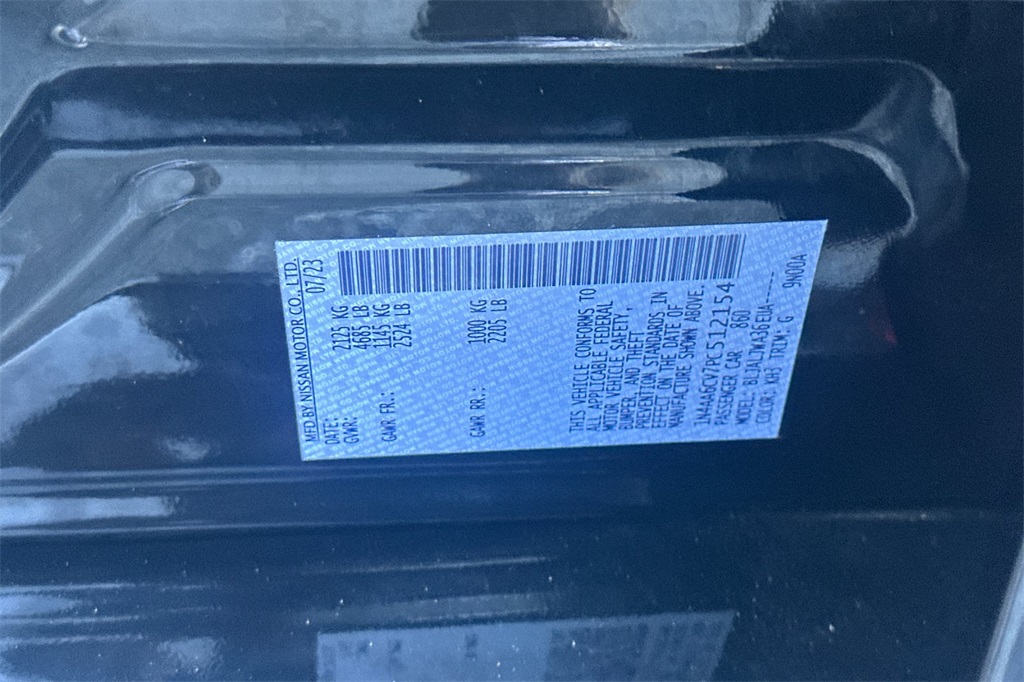 MFD BY NISSAN MOTOR CO., LTD.
DATE: 07/23
GVWR: 2125 KG
4685 LB
GAWR FR.: 1145 KG
2524 LB
GAWR RR.: 1000 KG
2205 LB
THIS VEHICLE CONFORMS TO
ALL APPLICABLE FEDERAL
MOTOR VEHICLE SAFETY,
BUMPER, AND THEFT
PREVENTION STANDARDS IN
EFFECT ON THE DATE OF
MANUFACTURE SHOWN ABOVE.
1N4AA6CV7PC512154
PASSENGER CAR 860
MODEL: BLJALJWA36EUA-----
COLOR: KH3 TRIM: G 9N00A